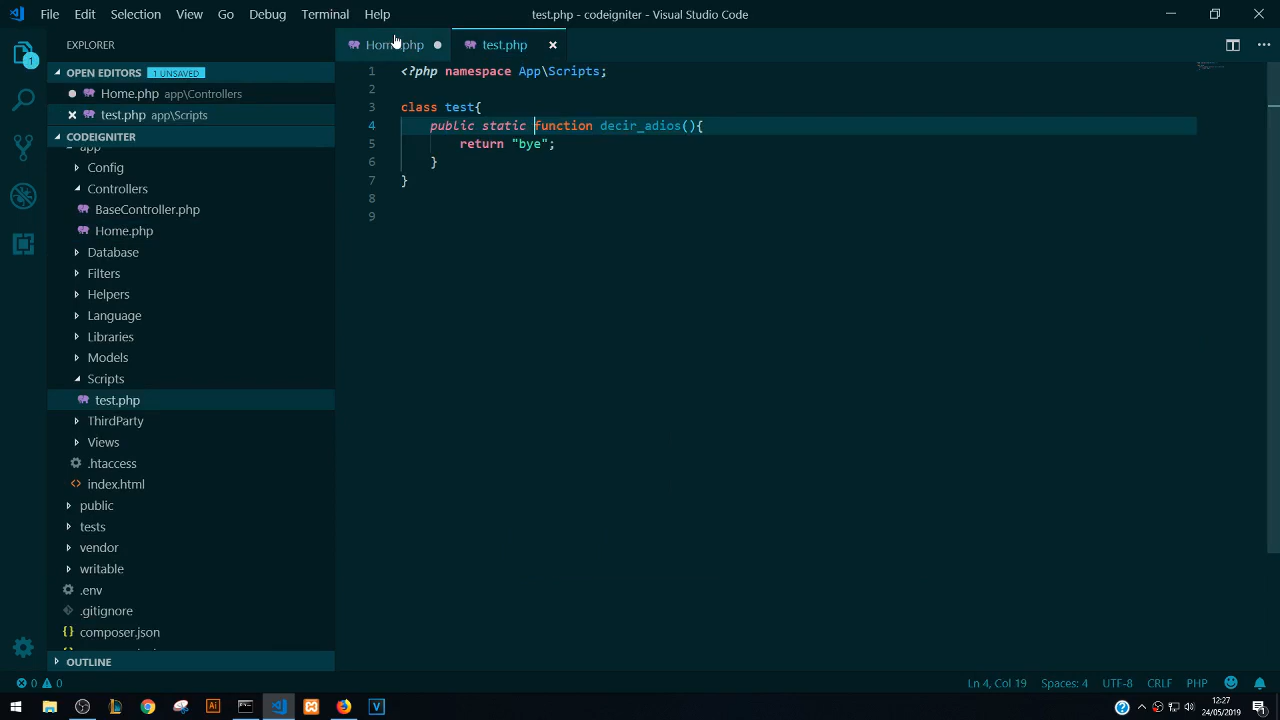 File Edit Selection View Go Debug Terminal Help test.php - codeigniter - Visual Studio Code
EXPLORER
Home.php test.php
OPEN EDITORS 1 UNSAVED
Home.php app\Controllers
test.php app\Scripts
CODEIGNITER
app
Config
Controllers
BaseController.php
Home.php
Database
Filters
Helpers
Language
Libraries
Models
Scripts
test.php
ThirdParty
Views
.htaccess
index.html
public
tests
vendor
writable
.env
.gitignore
composer.json
OUTLINE
1 <?php namespace App\Scripts;
2
3 class test{
4 public static function decir_adios(){
5 return "bye";
6 }
7 }
8
9
0 0 Ln 4, Col 19 Spaces: 4 UTF-8 CRLF PHP
12:27
24/05/2019